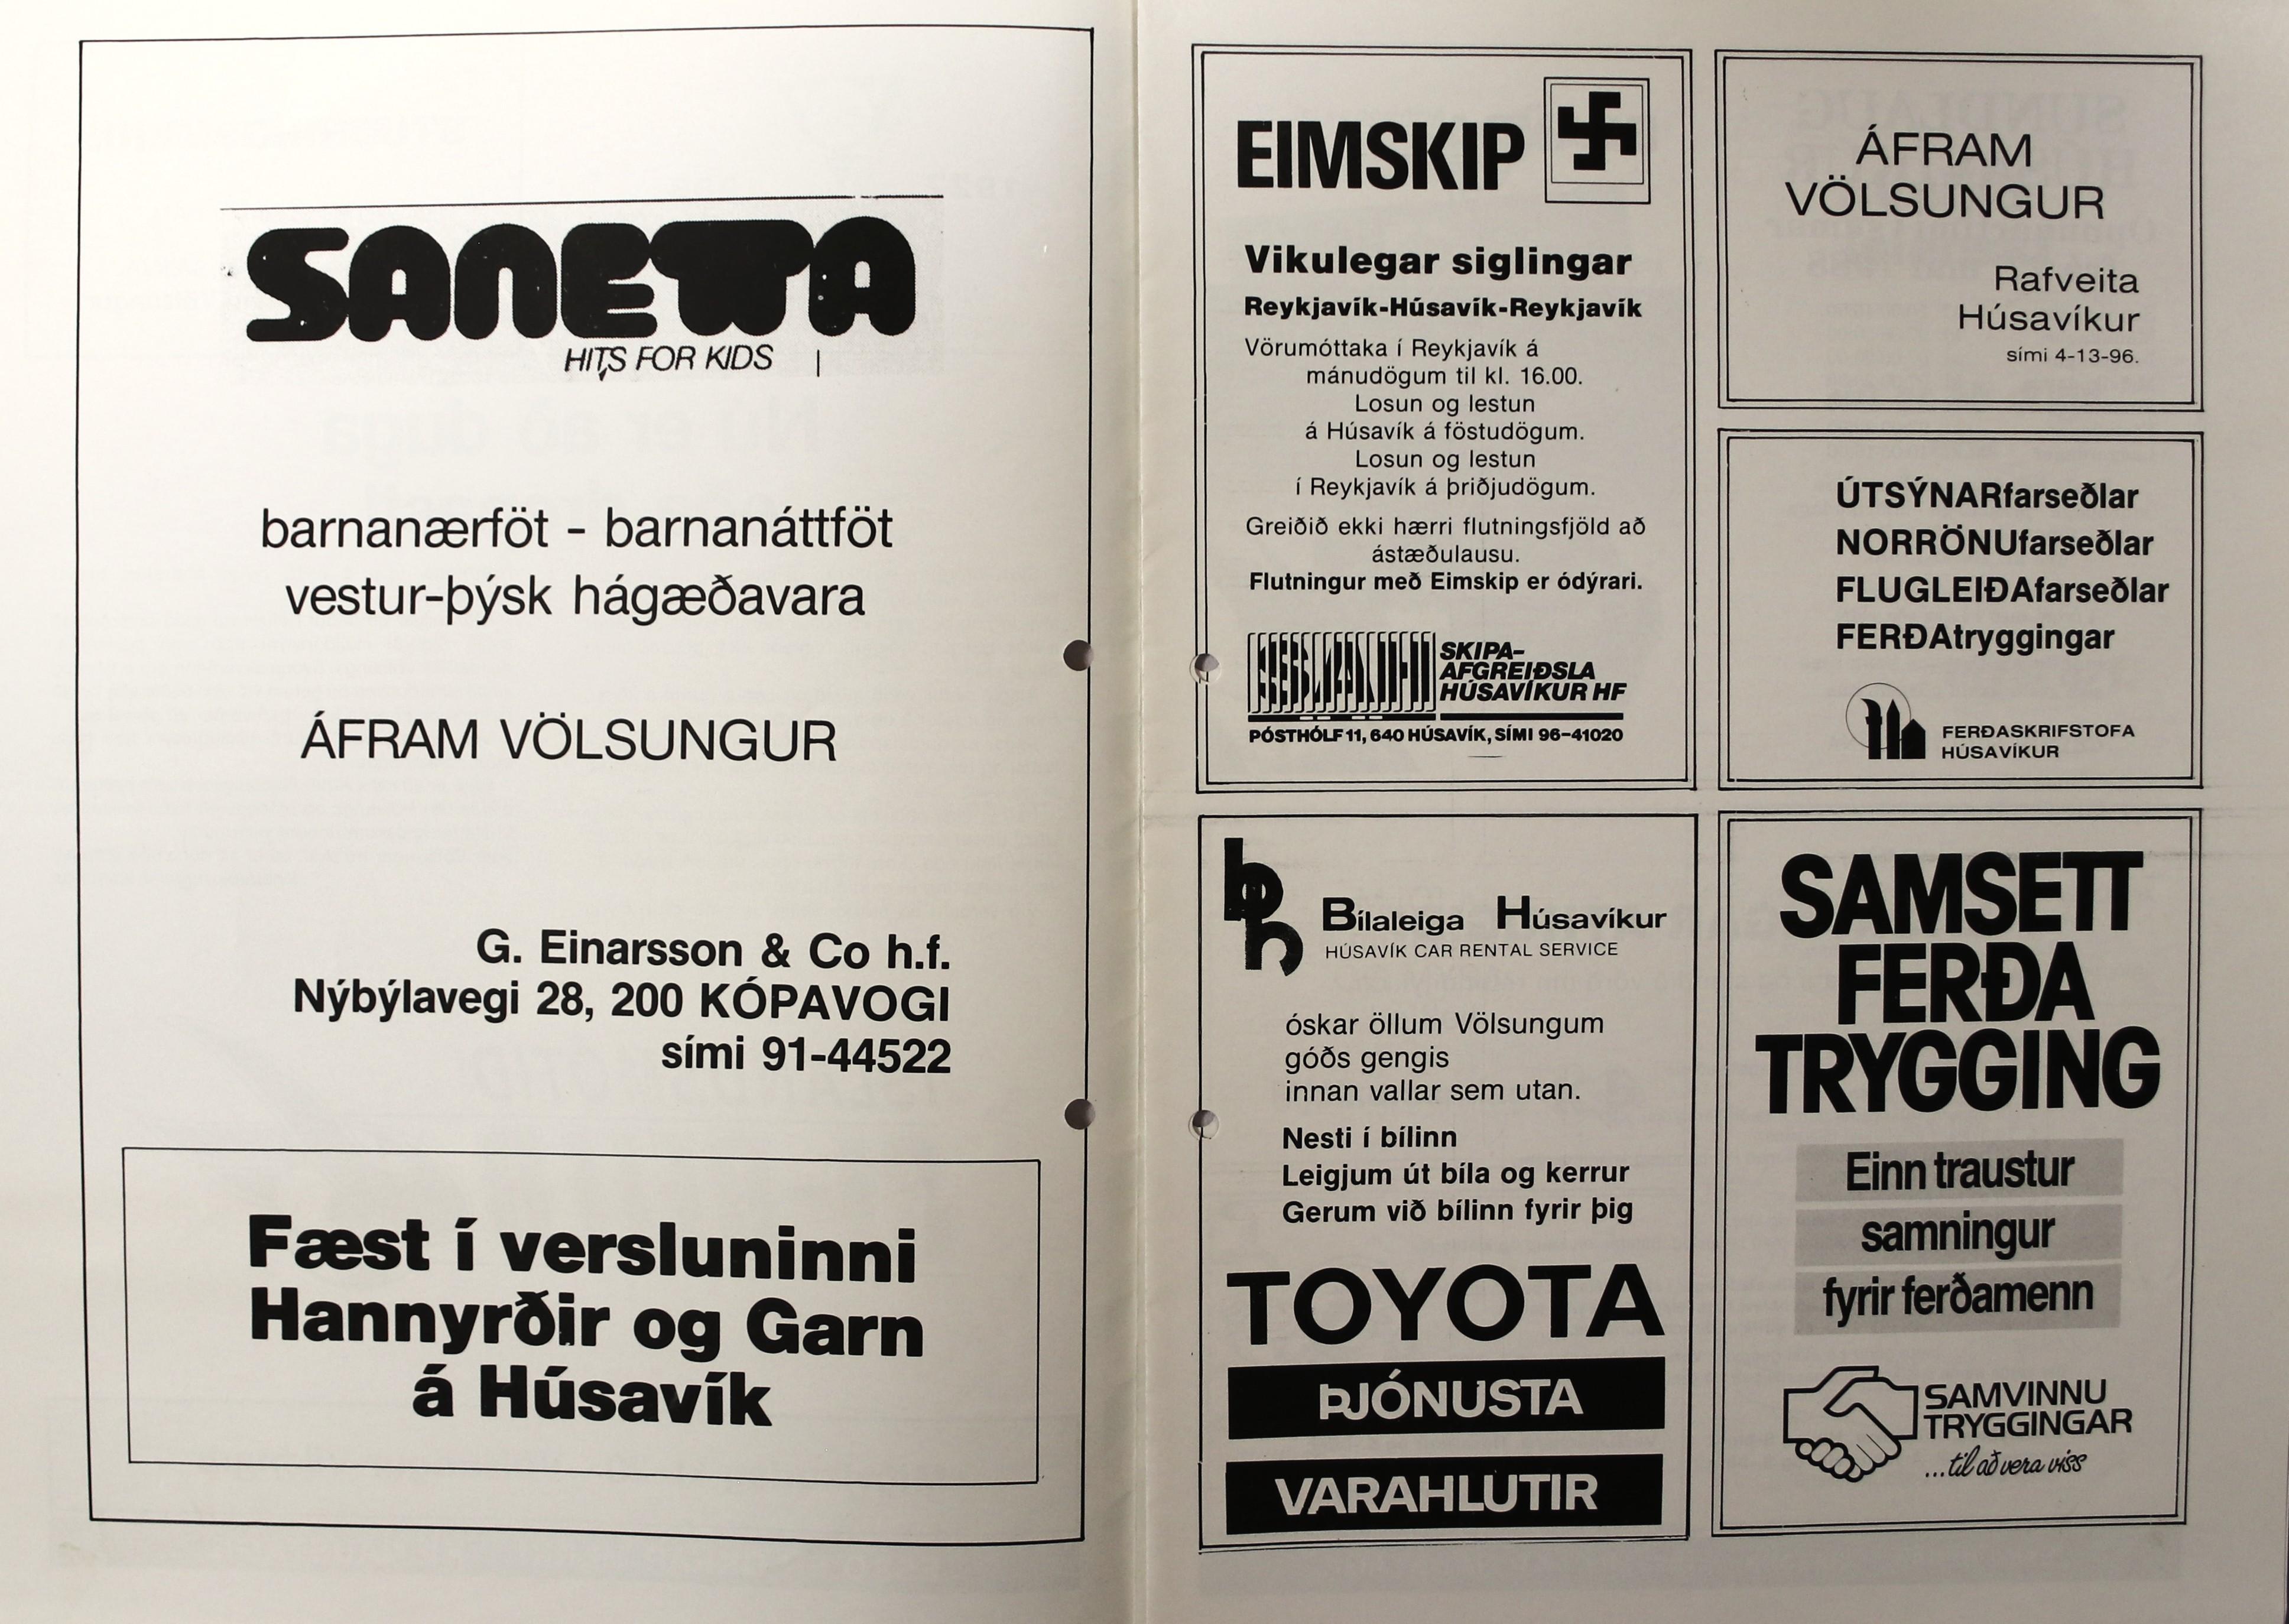 SANETTA
HITS FOR KIDS
barnanærföt - barnanáttföt
vestur-þýsk hágæðavara
ÁFRAM VÖLSUNGUR
G. Einarsson & Co h.f.
Nýbýlavegi 28, 200 KÓPAVOGI
sími 91-44522
Fæst í versluninni
Hannyrðir og Garn
á Húsavík
EIMSKIP
Vikulegar siglingar
Reykjavík-Húsavík-Reykjavík
Vörumóttaka í Reykjavík á
mánudögum til kl. 16.00.
Losun og lestun
á Húsavík á föstudögum.
Losun og lestun
í Reykjavík á þriðjudögum.
Greiðið ekki hærri flutningsfjöld að
ástæðulausu.
Flutningur með Eimskip er ódýrari.
SKIPA-
AFGREIÐSLA
HÚSAVÍKUR HF
PÓSTHÓLF 11, 640 HÚSAVÍK, SÍMI 96-41020
bh
Bílaleiga Húsavíkur
HÚSAVÍK CAR RENTAL SERVICE
óskar öllum Völsungum
góðs gengis
innan vallar sem utan.
Nesti í bílinn
Leigjum út bíla og kerrur
Gerum við bílinn fyrir þig
TOYOTA
ÞJÓNUSTA
VARAHLUTIR
ÁFRAM
VÖLSUNGUR
Rafveita
Húsavíkur
sími 4-13-96.
ÚTSÝNARfarseðlar
NORRÖNUfarseðlar
FLUGLEIÐAfarseðlar
FERÐAtryggingar
FERÐASKRIFSTOFA
HÚSAVÍKUR
SAMSETT
FERÐA
TRYGGING
Einn traustur
samningur
fyrir ferðamenn
SAMVINNU
TRYGGINGAR
...til að vera viss